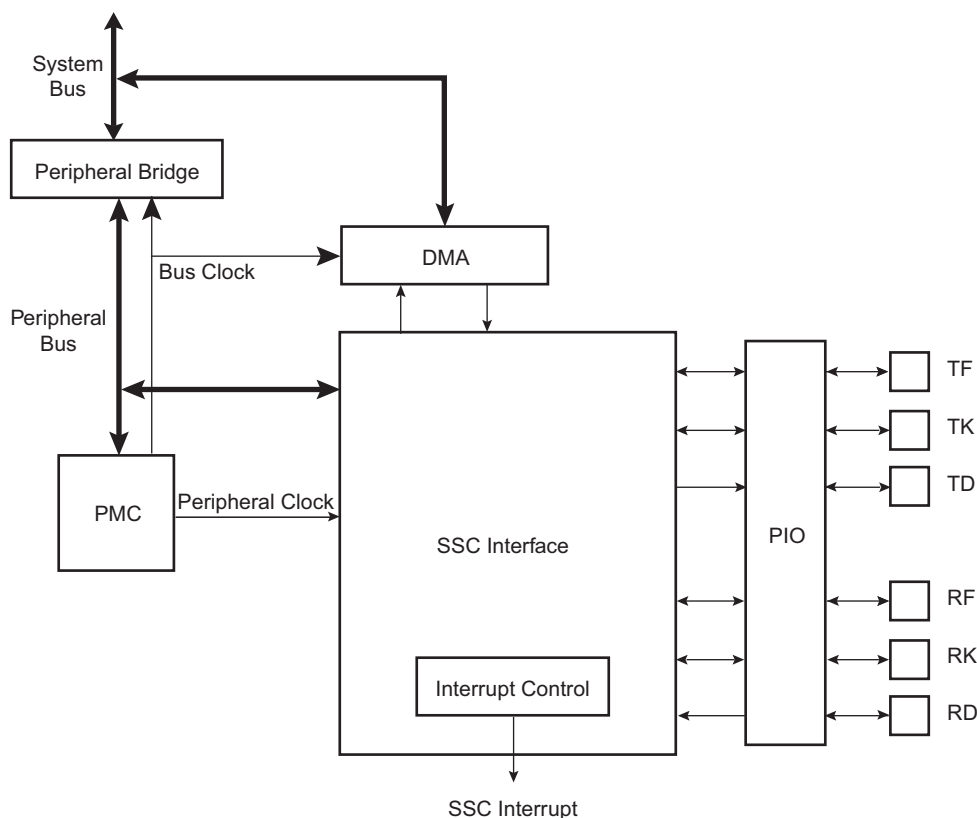 System
Bus
Peripheral Bridge
DMA
Bus Clock
Peripheral
Bus
TF
TK
TD
PMC
Peripheral Clock
SSC Interface
PIO
RF
RK
RD
Interrupt Control
SSC Interrupt